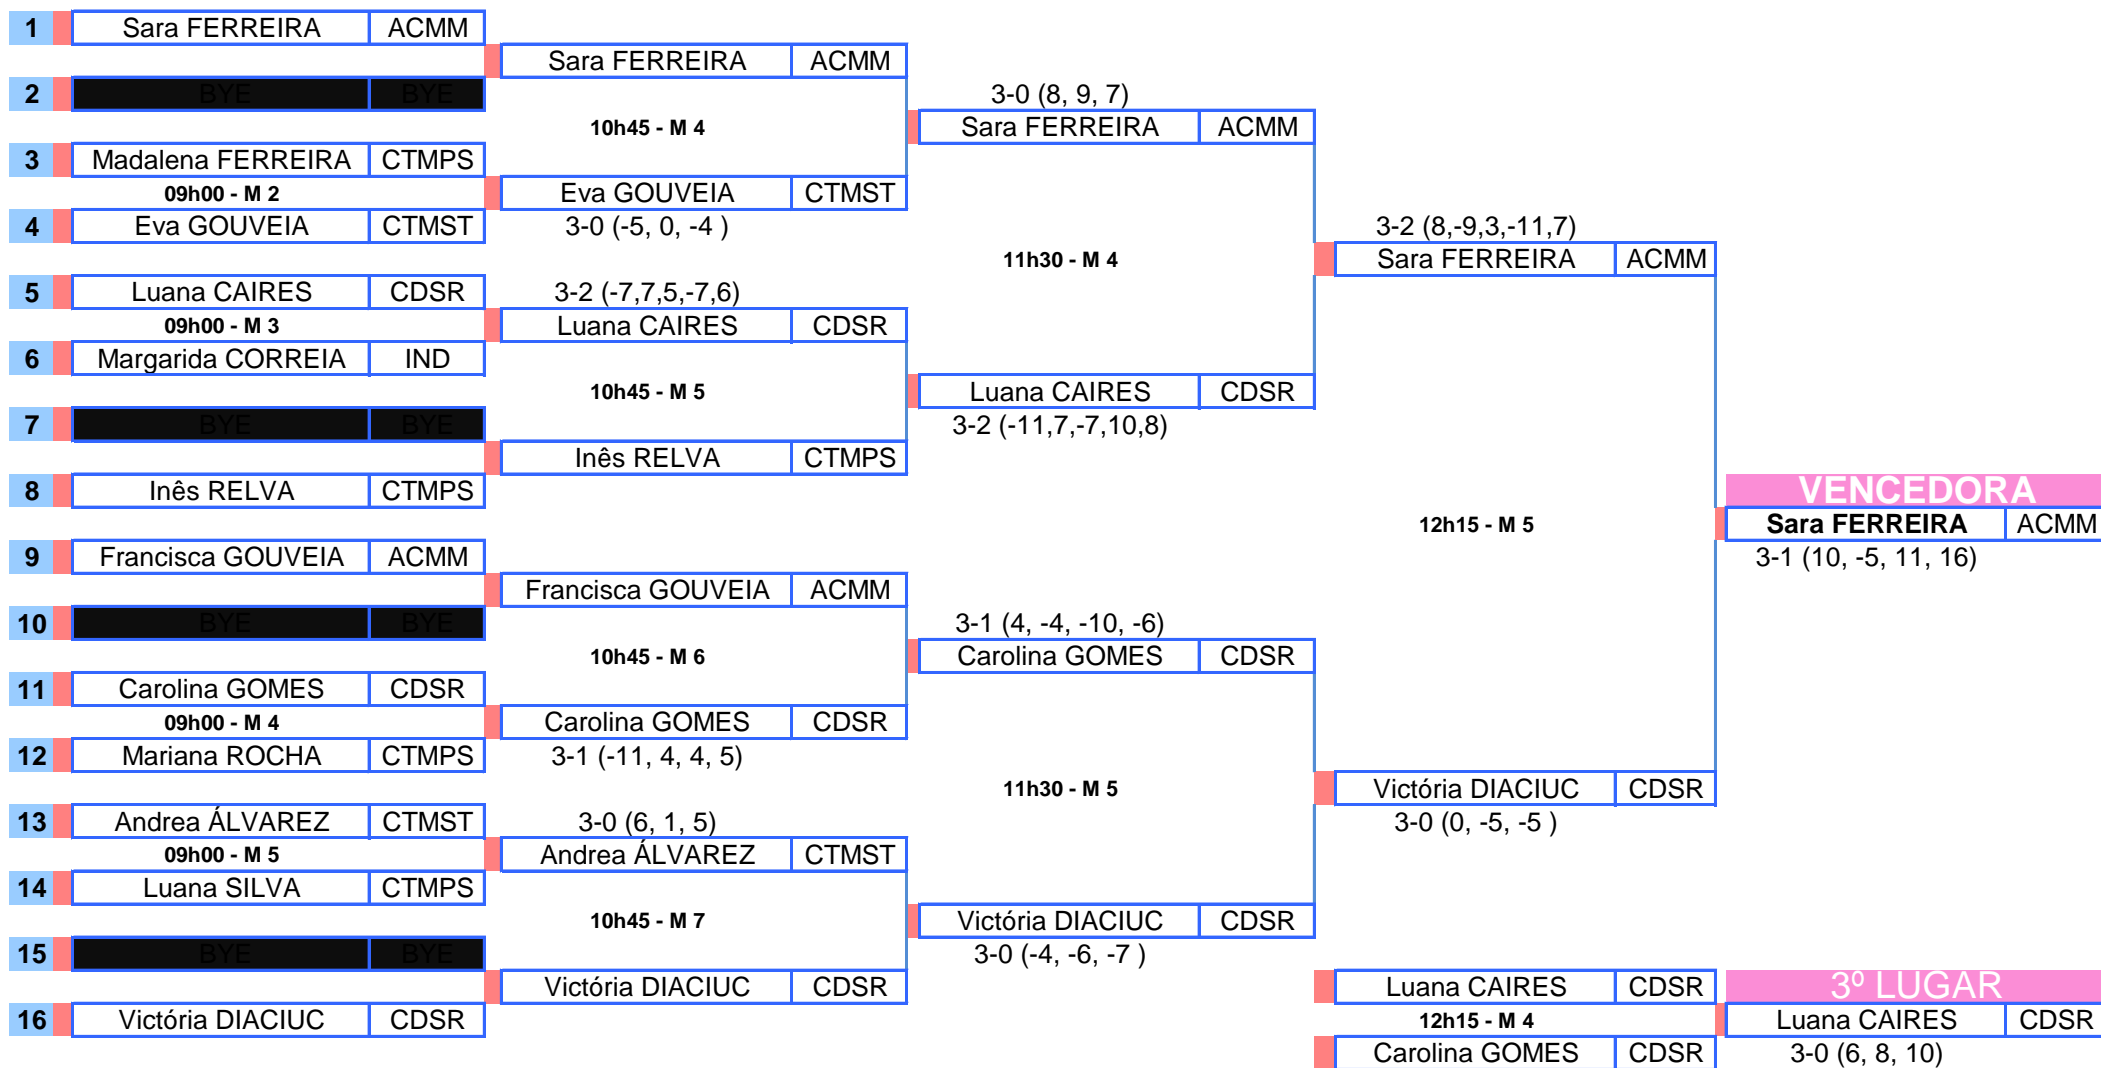 1 Sara FERREIRA ACMM
Sara FERREIRA ACMM
2 BYE BYE
3-0 (8, 9, 7)
10h45 - M 4
Sara FERREIRA ACMM
3 Madalena FERREIRA CTMPS
09h00 - M 2
Eva GOUVEIA CTMST
4 Eva GOUVEIA CTMST
3-0 (-5, 0, -4 )
3-2 (8,-9,3,-11,7)
11h30 - M 4
Sara FERREIRA ACMM
5 Luana CAIRES CDSR
3-2 (-7,7,5,-7,6)
09h00 - M 3
Luana CAIRES CDSR
6 Margarida CORREIA IND
10h45 - M 5
Luana CAIRES CDSR
7 BYE BYE
3-2 (-11,7,-7,10,8)
Inês RELVA CTMPS
8 Inês RELVA CTMPS
VENCEDORA
12h15 - M 5
Sara FERREIRA ACMM
9 Francisca GOUVEIA ACMM
3-1 (10, -5, 11, 16)
Francisca GOUVEIA ACMM
10 BYE BYE
3-1 (4, -4, -10, -6)
10h45 - M 6
Carolina GOMES CDSR
11 Carolina GOMES CDSR
09h00 - M 4
Carolina GOMES CDSR
12 Mariana ROCHA CTMPS
3-1 (-11, 4, 4, 5)
11h30 - M 5
Victória DIACIUC CDSR
13 Andrea ÁLVAREZ CTMST
3-0 (6, 1, 5)
3-0 (0, -5, -5 )
09h00 - M 5
Andrea ÁLVAREZ CTMST
14 Luana SILVA CTMPS
10h45 - M 7
Victória DIACIUC CDSR
15 BYE BYE
3-0 (-4, -6, -7 )
Victória DIACIUC CDSR
Luana CAIRES CDSR
3º LUGAR
16 Victória DIACIUC CDSR
12h15 - M 4
Luana CAIRES CDSR
Carolina GOMES CDSR
3-0 (6, 8, 10)